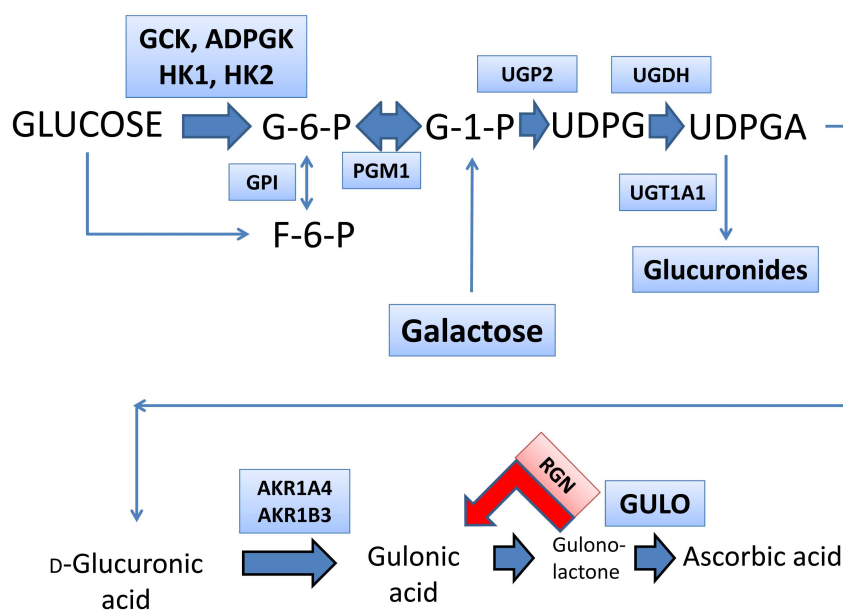 GCK, ADPGK
HK1, HK2
UGP2
UGDH
GLUCOSE
G-6-P
G-1-P
UDPG
UDPGA
GPI
PGM1
UGT1A1
F-6-P
Glucuronides
Galactose
RGN
AKR1A4
AKR1B3
GULO
D-Glucuronic
acid
Gulonic
acid
Gulono-
lactone
Ascorbic acid